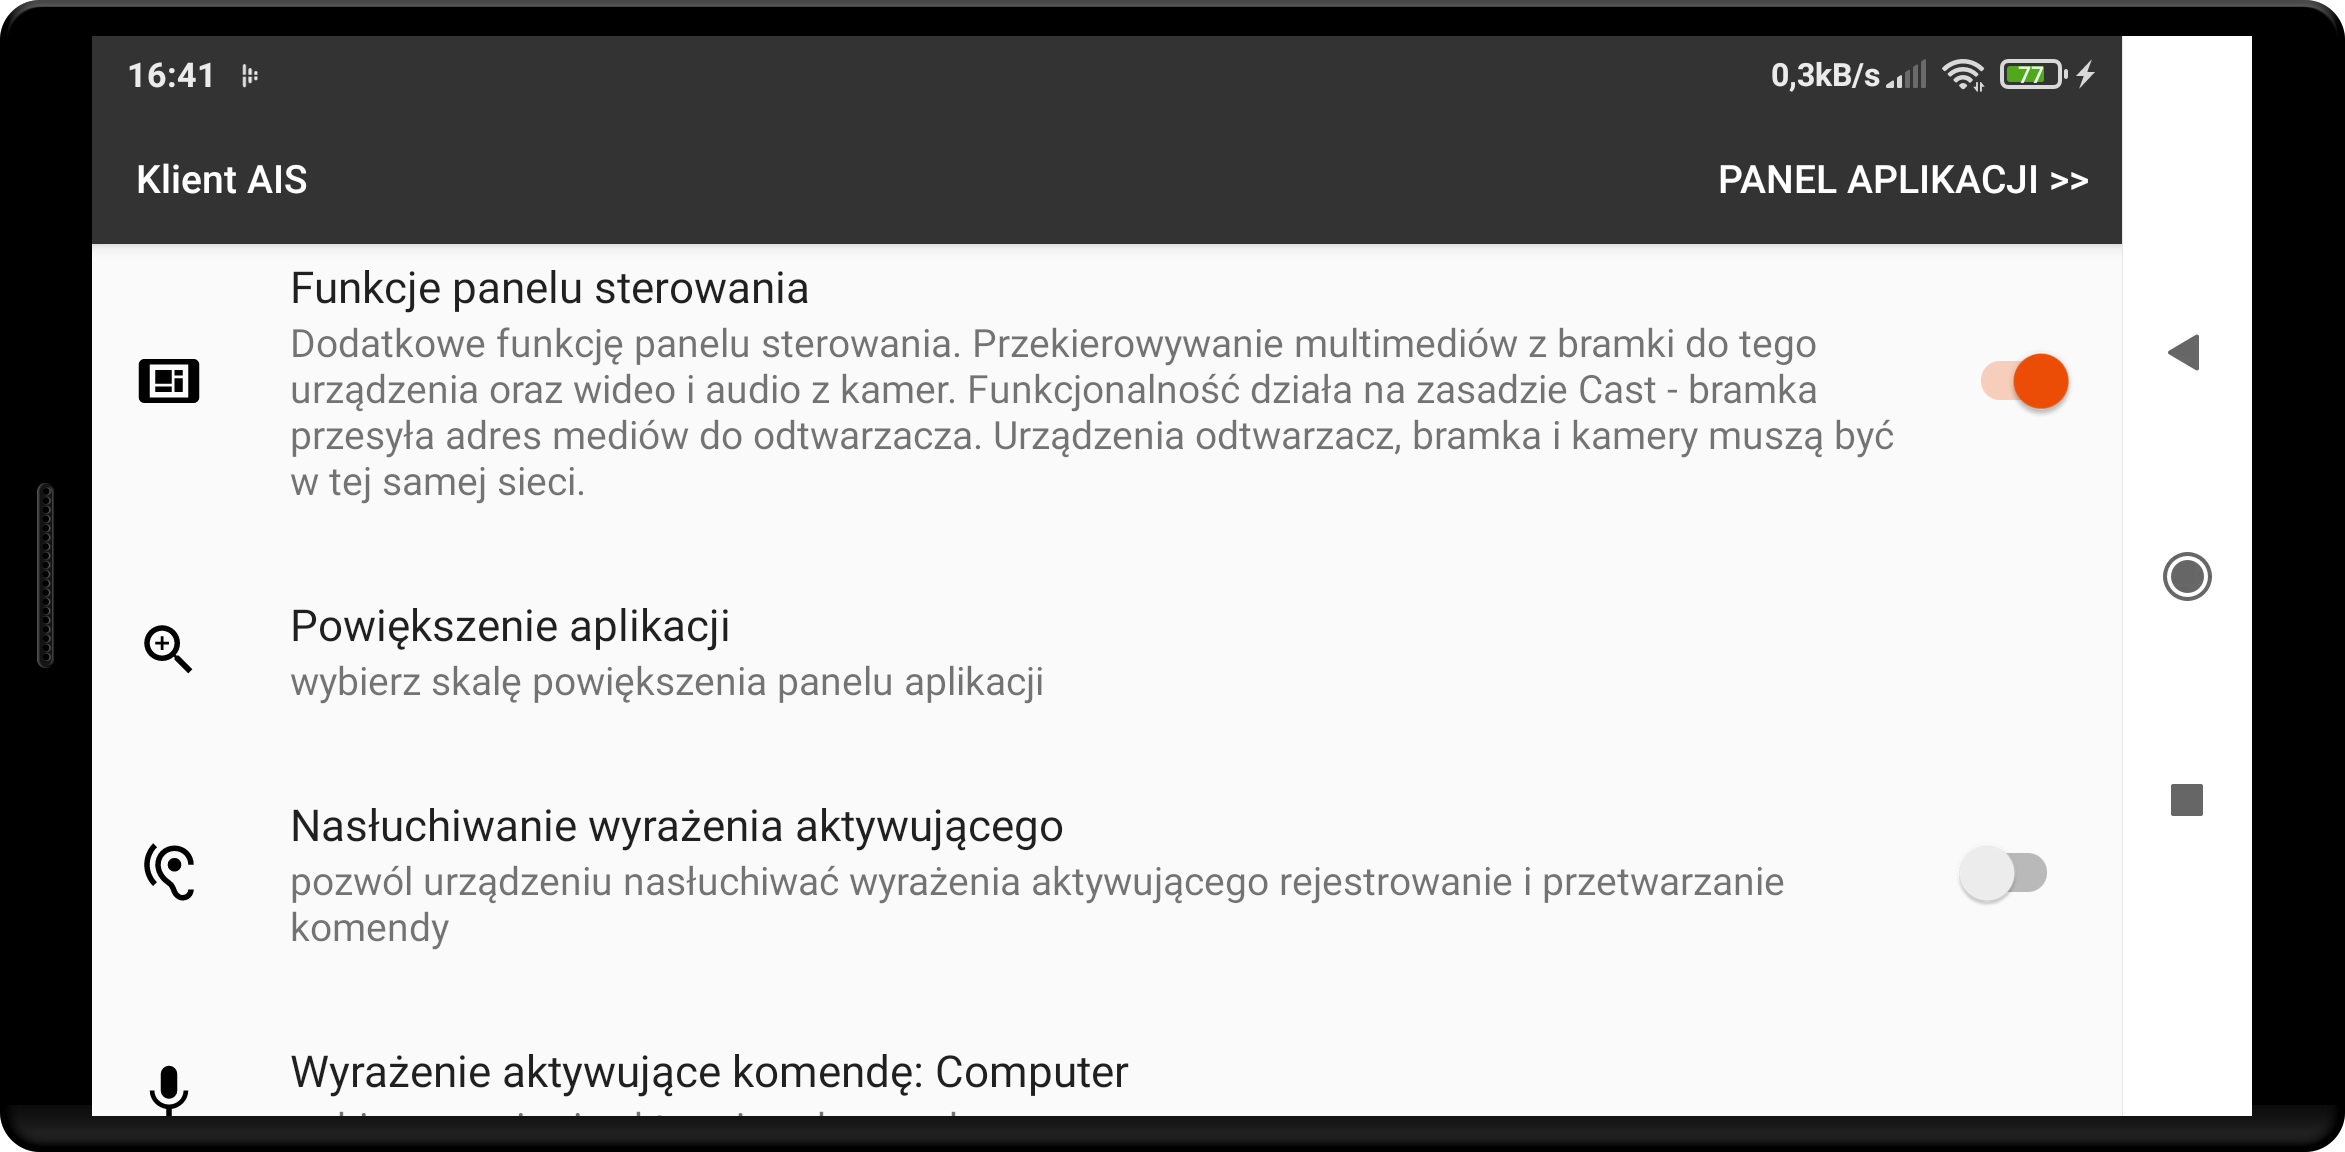 16:41
0,3kB/s
77
Klient AIS
PANEL APLIKACJI >>
Funkcje panelu sterowania
Dodatkowe funkcję panelu sterowania. Przekierowywanie multimediów z bramki do tego
urządzenia oraz wideo i audio z kamer. Funkcjonalność działa na zasadzie Cast - bramka
przesyła adres mediów do odtwarzacza. Urządzenia odtwarzacz, bramka i kamery muszą być
w tej samej sieci.
Powiększenie aplikacji
wybierz skalę powiększenia panelu aplikacji
Nasłuchiwanie wyrażenia aktywującego
pozwól urządzeniu nasłuchiwać wyrażenia aktywującego rejestrowanie i przetwarzanie
komendy
Wyrażenie aktywujące komendę: Computer